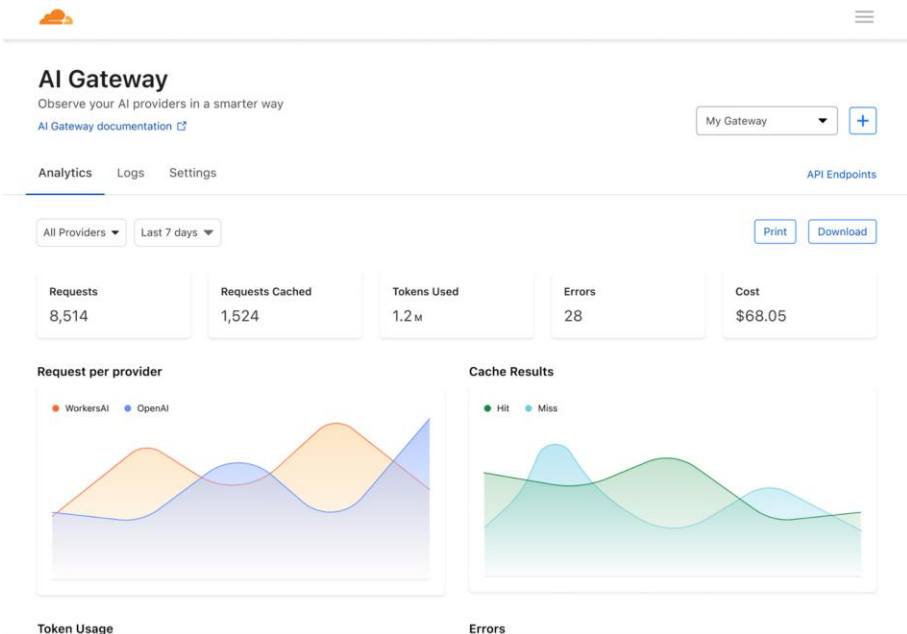 AI Gateway
Observe your AI providers in a smarter way
AI Gateway documentation
My Gateway
+
Analytics Logs Settings
API Endpoints
All Providers Last 7 days
Print Download
Requests
8,514
Requests Cached
1,524
Tokens Used
1.2 M
Errors
28
Cost
$68.05
Request per provider
WorkersAI OpenAI
Cache Results
Hit Miss
Token Usage
Errors